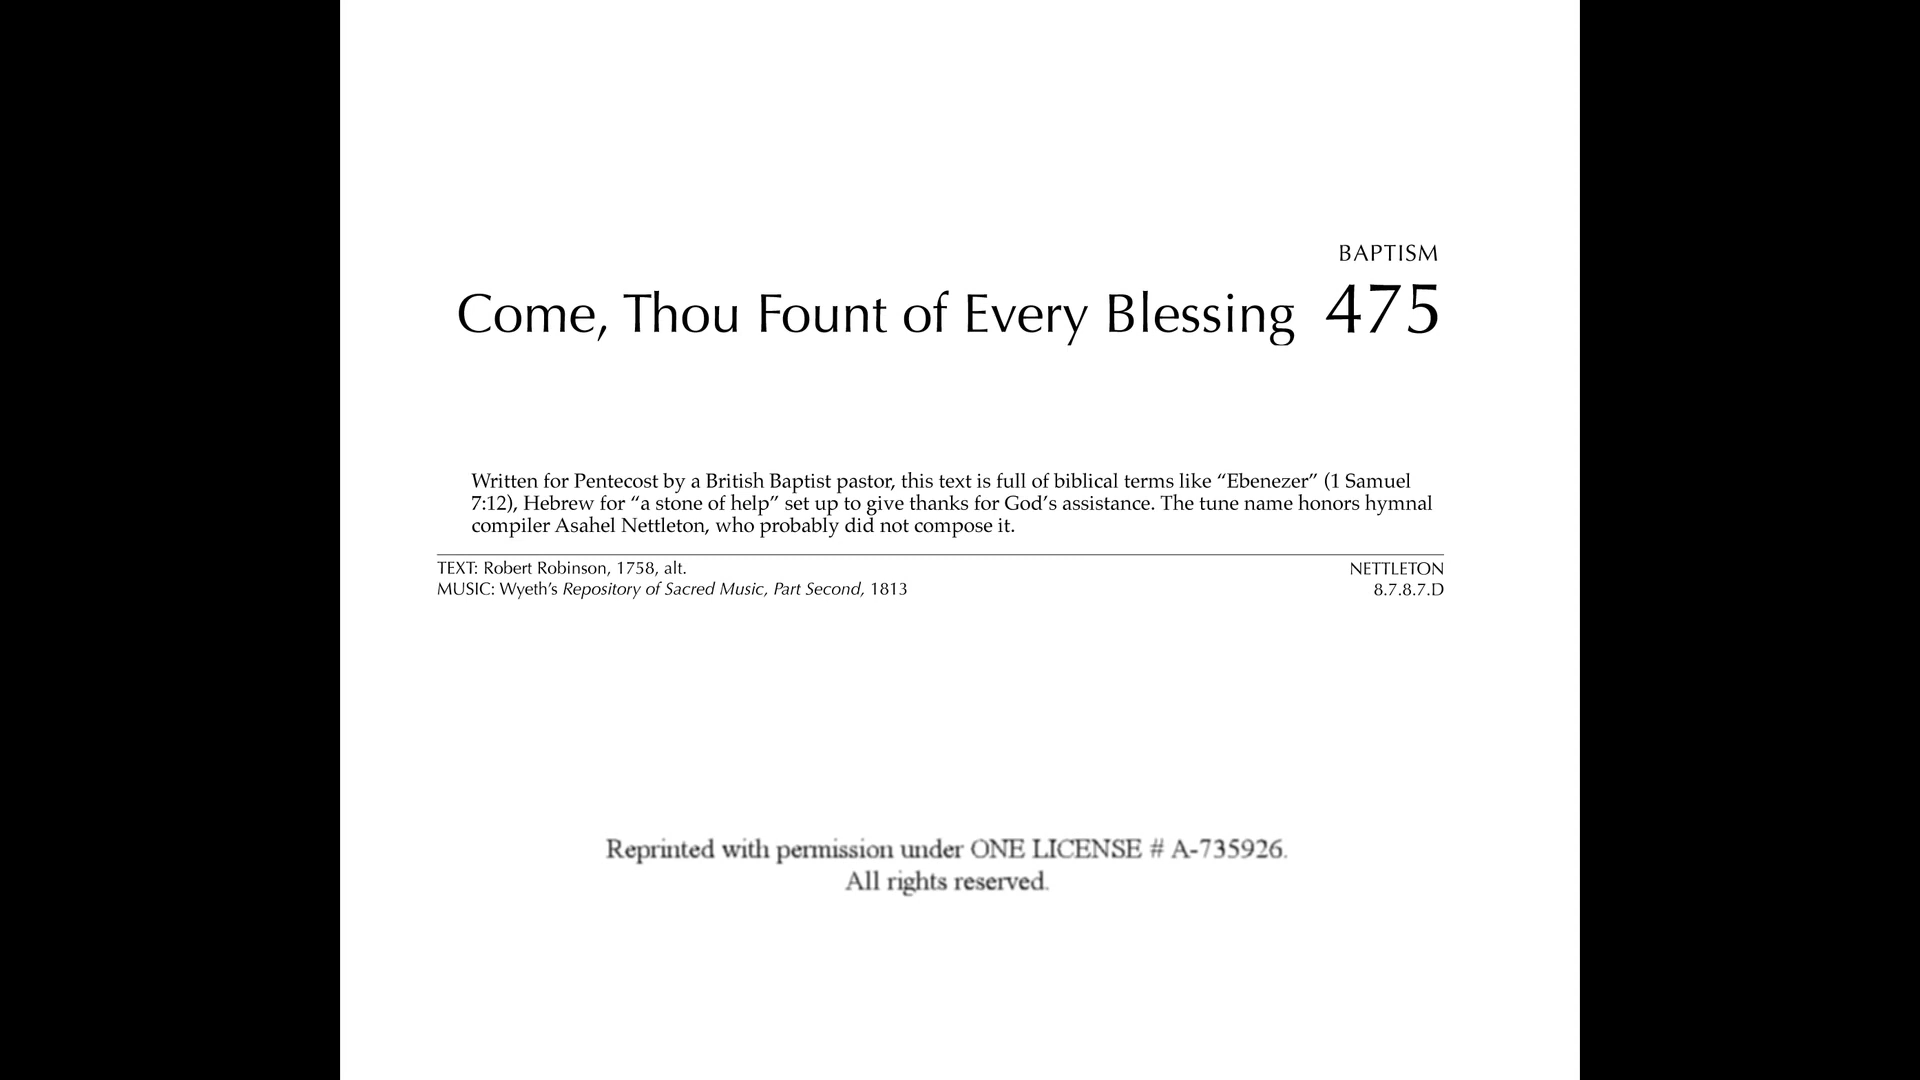 BAPTISM
Come, Thou Fount of Every Blessing 475
Written for Pentecost by a British Baptist pastor, this text is full of biblical terms like “Ebenezer” (1 Samuel
7:12), Hebrew for “a stone of help” set up to give thanks for God’s assistance. The tune name honors hymnal
compiler Asahel Nettleton, who probably did not compose it.
TEXT: Robert Robinson, 1758, alt. NETTLETON
MUSIC: Wyeth’s Repository of Sacred Music, Part Second, 1813 8.7.8.7.D
Reprinted with permission under ONE LICENSE # A-735926.
All rights reserved.